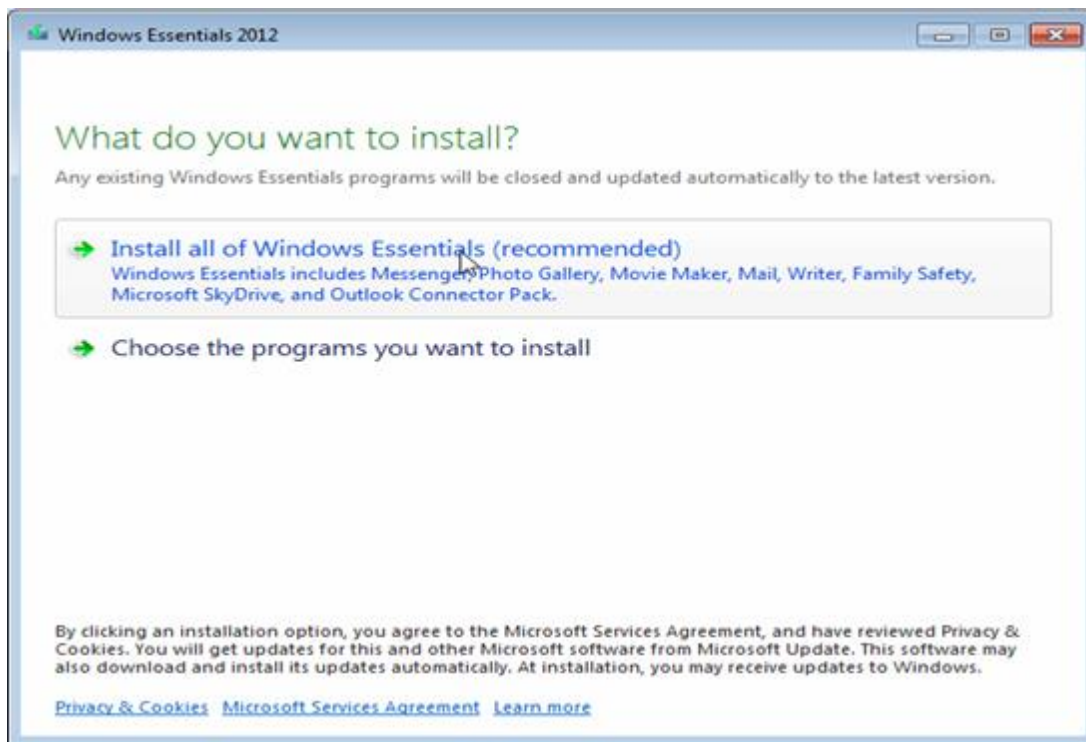 Windows Essentials 2012
What do you want to install?
Any existing Windows Essentials programs will be closed and updated automatically to the latest version.
Install all of Windows Essentials (recommended)
Windows Essentials includes Messenger, Photo Gallery, Movie Maker, Mail, Writer, Family Safety,
Microsoft SkyDrive, and Outlook Connector Pack.
Choose the programs you want to install
By clicking an installation option, you agree to the Microsoft Services Agreement, and have reviewed Privacy &
Cookies. You will get updates for this and other Microsoft software from Microsoft Update. This software may
also download and install its updates automatically. At installation, you may receive updates to Windows.
Privacy & Cookies Microsoft Services Agreement Learn more